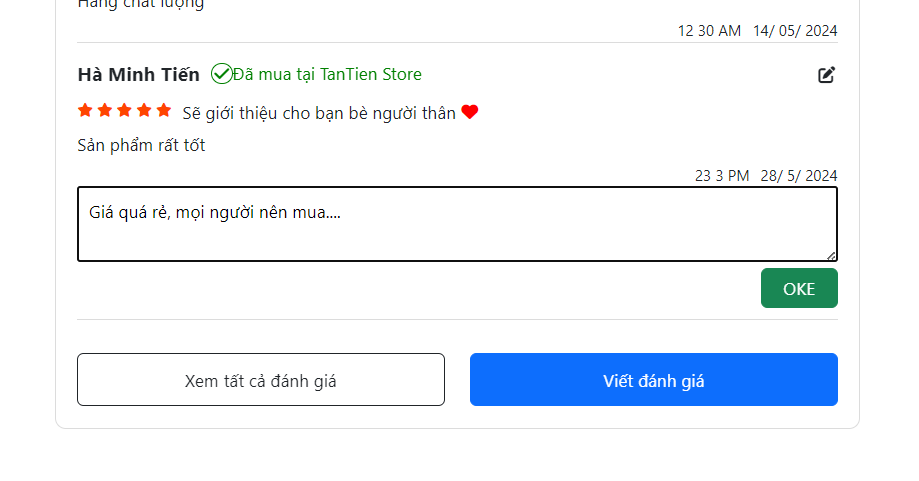 Hàng chất lượng
12 30 AM 14/ 05/ 2024
Hà Minh Tiến Đã mua tại TanTien Store
Sẽ giới thiệu cho bạn bè người thân
Sản phẩm rất tốt
23 3 PM 28/ 5/ 2024
Giá quá rẻ, mọi người nên mua....
OKE
Xem tất cả đánh giá
Viết đánh giá